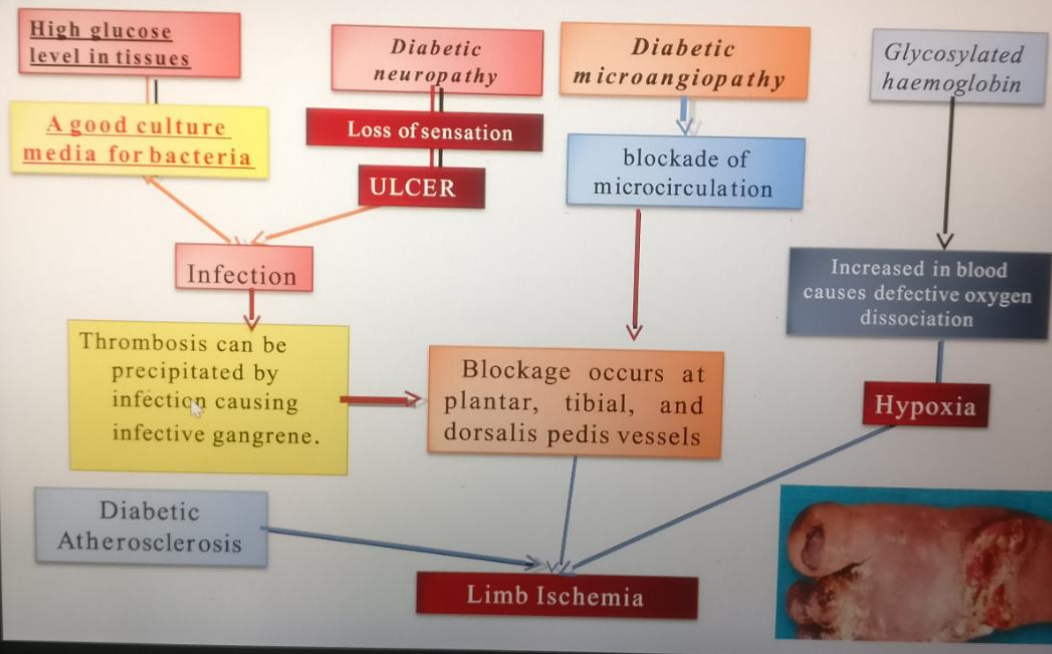 High glucose
level in tissues
A good culture
media for bacteria
Diabetic
neuropathy
Loss of sensation
ULCER
Infection
Thrombosis can be
precipitated by
infection causing
infective gangrene.
Diabetic
microangiopathy
blockade of
microcirculation
Blockage occurs at
plantar, tibial, and
dorsalis pedis vessels
Glycosylated
haemoglobin
Increased in blood
causes defective oxygen
dissociation
Hypoxia
Diabetic
Atherosclerosis
Limb Ischemia